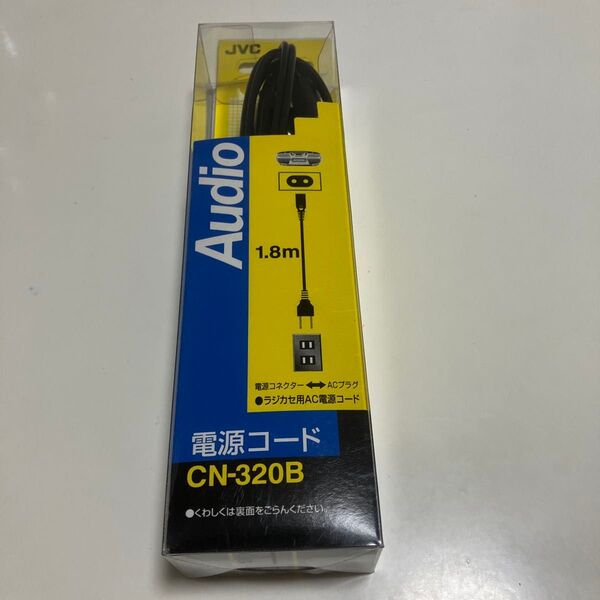 JVC
Audio
1.8m
電源コネクター ⟷ ACプラグ
●ラジカセ用AC電源コード
電源コード
CN-320B
●くわしくは裏面をごらんください。